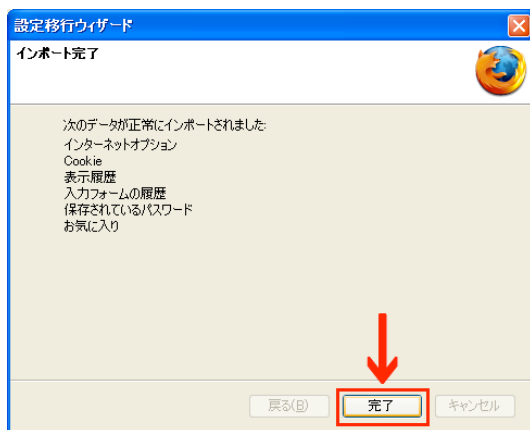 設定移行ウィザード
インポート完了
次のデータが正常にインポートされました:
インターネットオプション
Cookie
表示履歴
入力フォームの履歴
保存されているパスワード
お気に入り
戻る(B) 完了 キャンセル